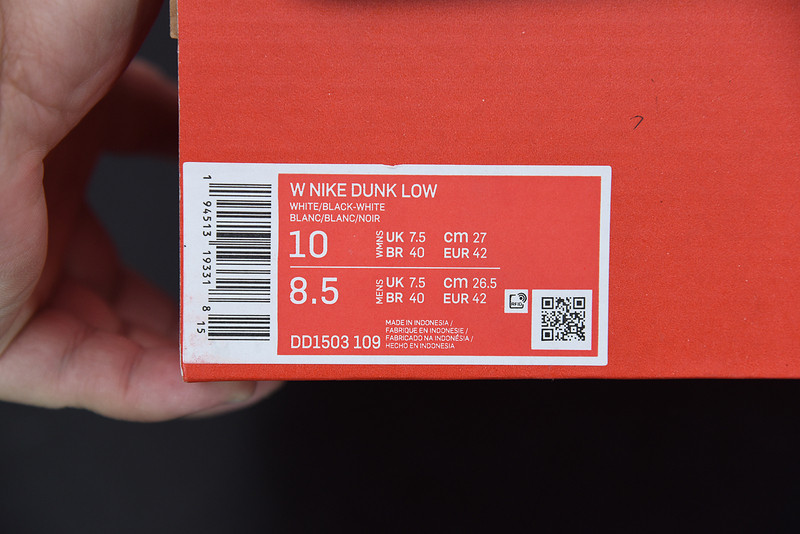 W NIKE DUNK LOW
WHITE/BLACK-WHITE
BLANC/BLANC/NOIR
10 WMNS UK 7.5 cm 27
BR 40 EUR 42
8.5 MENS UK 7.5 cm 26.5
BR 40 EUR 42
DD1503 109
MADE IN INDONESIA /
FABRIQUE EN INDONESIE /
FABRICADO NA INDONÉSIA /
HECHO EN INDONESIA
RFID
1 94513 19331 8 15